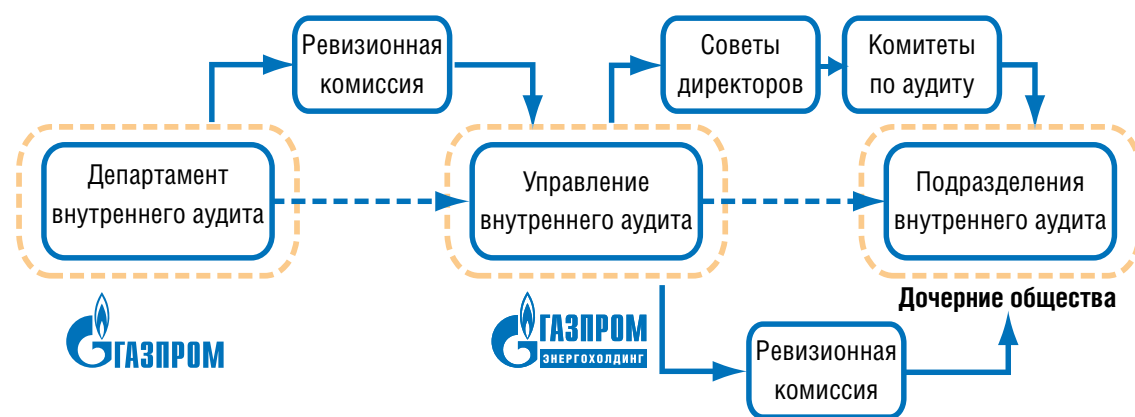 Ревизионная
комиссия
Советы
директоров
Комитеты
по аудиту
Департамент
внутреннего аудита
Управление
внутреннего аудита
Подразделения
внутреннего аудита
Дочерние общества
ГАЗПРОМ
ГАЗПРОМ
ЭНЕРГОХОЛДИНГ
Ревизионная
комиссия